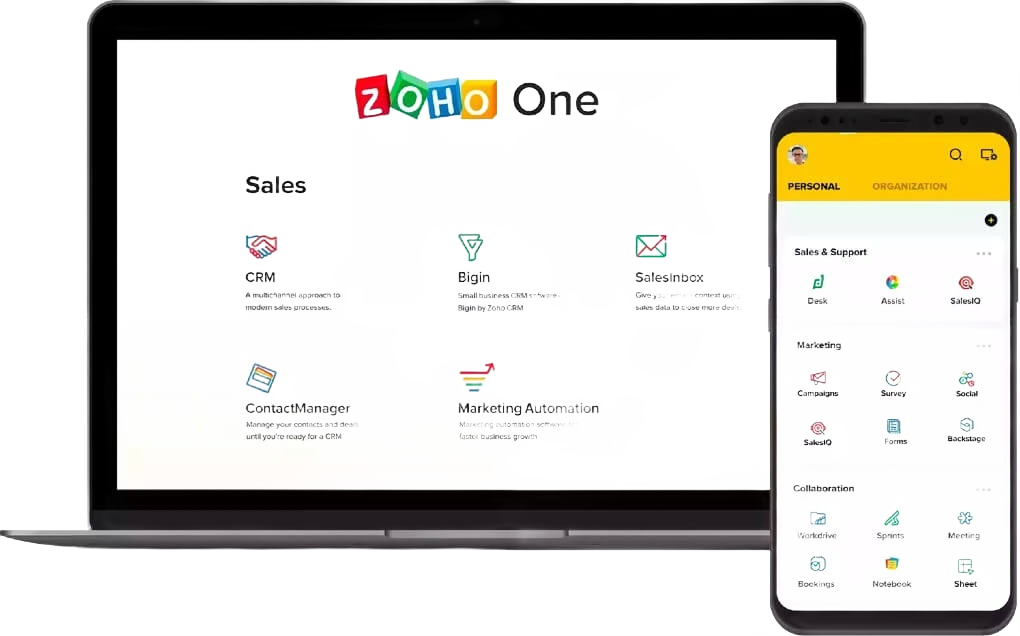 ZOHO One
Sales
CRM
A multichannel approach to
modern sales processes.
Bigin
Small business CRM software-
Bigin by Zoho CRM
SalesInbox
Give your email context using
sales data to close more deals.
ContactManager
Manage your contacts and deals
until you're ready for a CRM
Marketing Automation
Marketing automation software for
faster business growth
PERSONAL
ORGANIZATION
Sales & Support
Desk
Assist
SalesIQ
Marketing
Campaigns
Survey
Social
SalesIQ
Forms
Backstage
Collaboration
Workdrive
Sprints
Meeting
Bookings
Notebook
Sheet